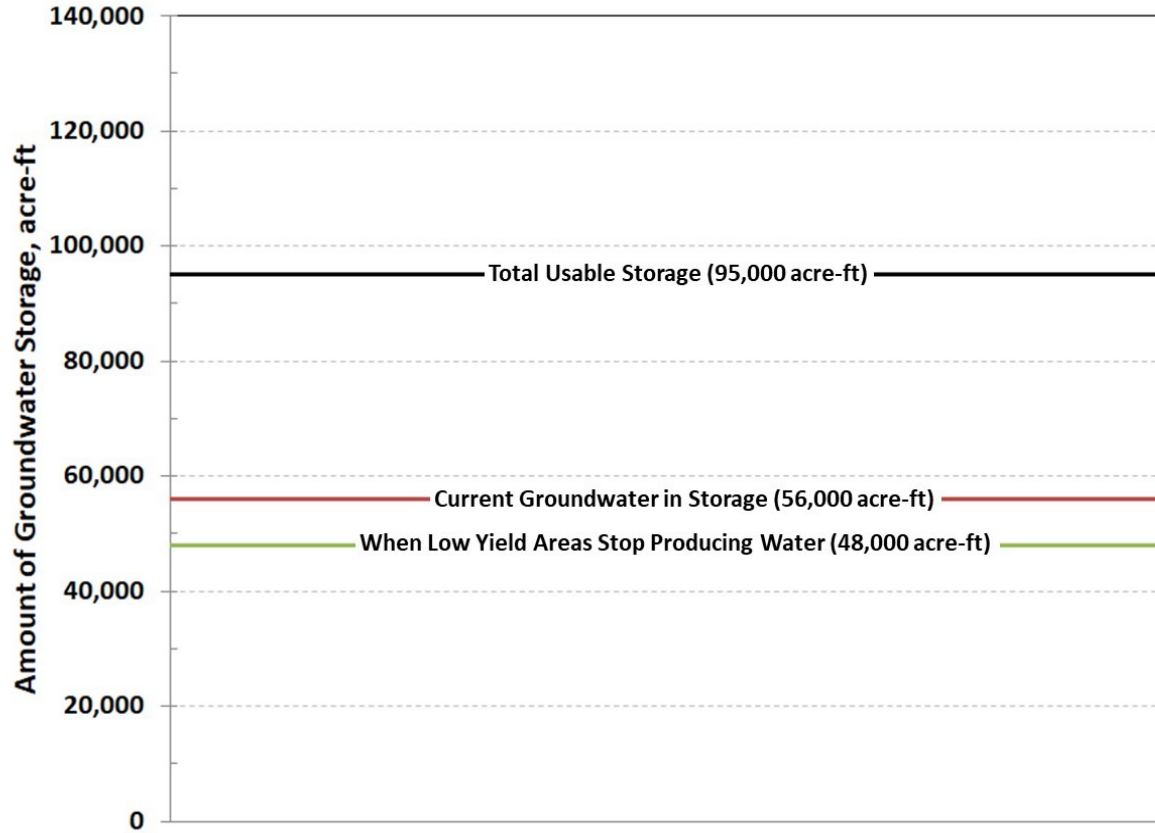 140,000
120,000
100,000
80,000
60,000
40,000
20,000
0
Amount of Groundwater Storage, acre-ft
Total Usable Storage (95,000 acre-ft)
Current Groundwater in Storage (56,000 acre-ft)
When Low Yield Areas Stop Producing Water (48,000 acre-ft)